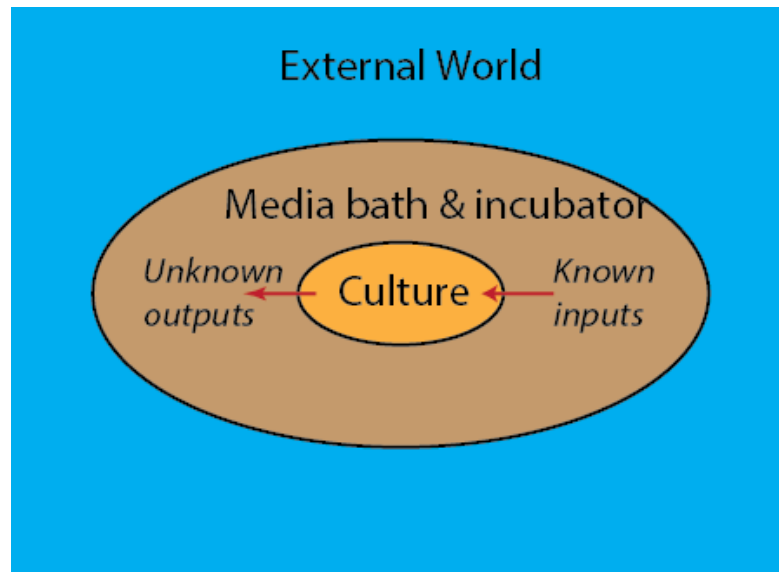 External World
Media bath & incubator
Unknown
outputs
Culture
Known
inputs